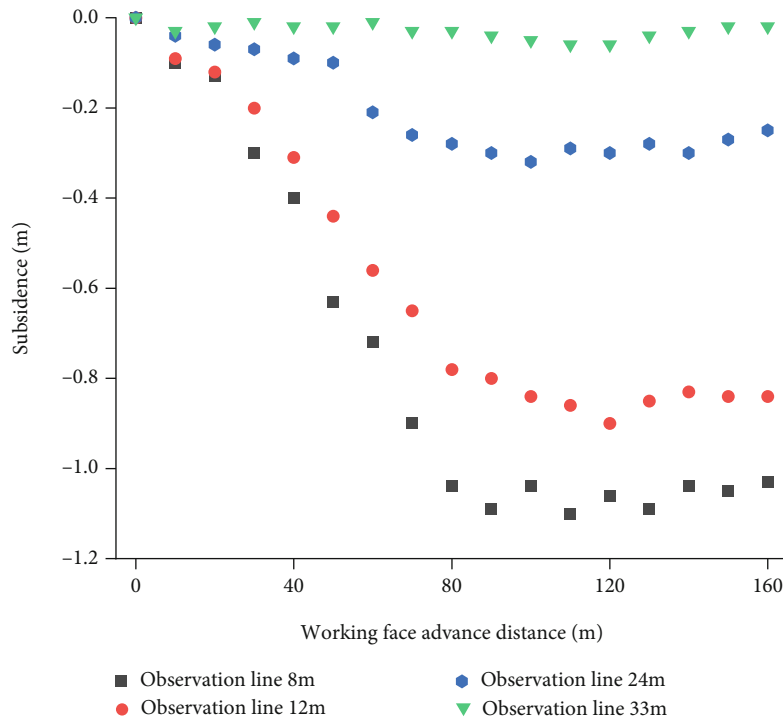 0.0
–0.2
–0.4
–0.6
–0.8
–1.0
–1.2
Subsidence (m)
0 40 80 120 160
Working face advance distance (m)
Observation line 8m
Observation line 12m
Observation line 24m
Observation line 33m